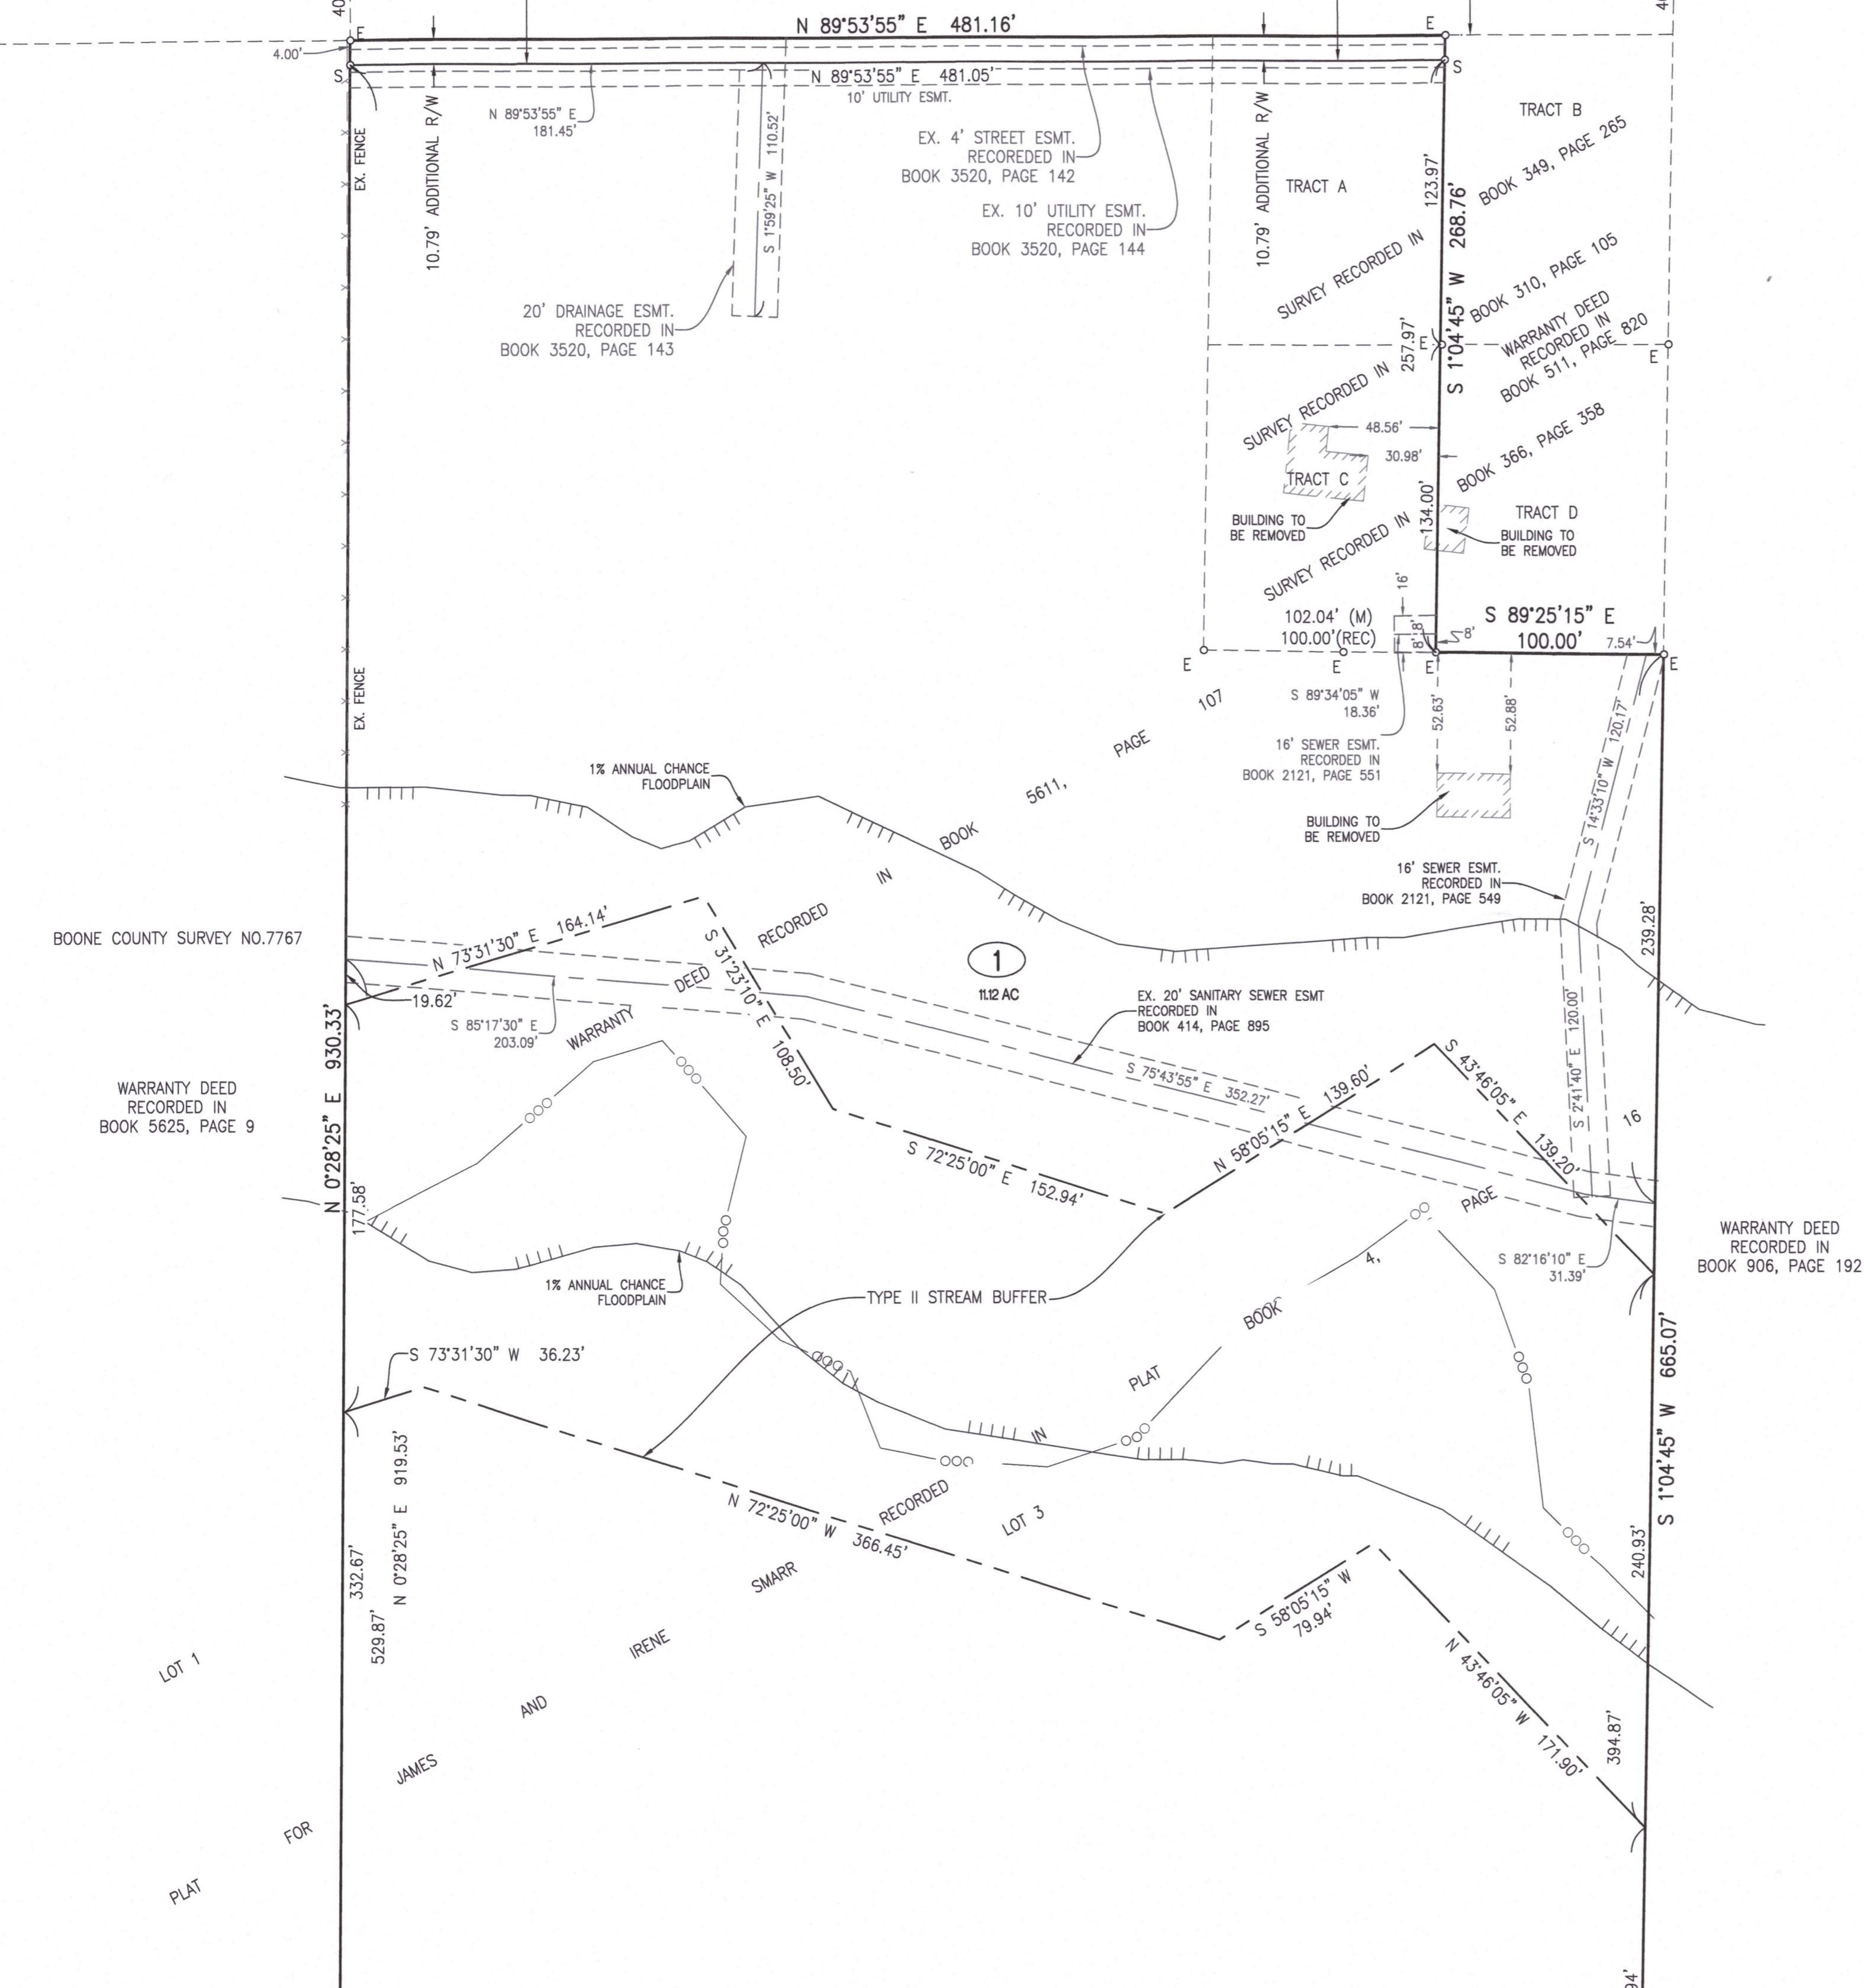 40
40
N 89°53'55" E 481.16'
E
E
4.00'
S
S
N 89°53'55" E 481.05'
10' UTILITY ESMT.
N 89°53'55" E
181.45'
EX. FENCE
10.79' ADDITIONAL R/W
S 1°59'25" W 110.52'
EX. 4' STREET ESMT.
RECOREDED IN
BOOK 3520, PAGE 142
EX. 10' UTILITY ESMT.
RECORDED IN
BOOK 3520, PAGE 144
10.79' ADDITIONAL R/W
TRACT A
TRACT B
123.97'
S 1°04'45" W 268.76'
SURVEY RECORDED IN
BOOK 349, PAGE 265
20' DRAINAGE ESMT.
RECORDED IN
BOOK 3520, PAGE 143
SURVEY RECORDED IN
BOOK 310, PAGE 105
WARRANTY DEED
RECORDED IN
BOOK 511, PAGE 820
257.97'
E
E
48.56'
30.98'
SURVEY RECORDED IN
BOOK 366, PAGE 358
TRACT C
134.00'
TRACT D
BUILDING TO
BE REMOVED
BUILDING TO
BE REMOVED
16'
102.04' (M)
100.00'(REC)
8'
8'
8'
S 89°25'15" E
100.00'
7.54'
E
E
E
E
EX. FENCE
S 89°34'05" W
18.36'
16' SEWER ESMT.
RECORDED IN
BOOK 2121, PAGE 551
52.63'
52.88'
S 14°33'10" W 120.17'
1% ANNUAL CHANCE
FLOODPLAIN
BUILDING TO
BE REMOVED
16' SEWER ESMT.
RECORDED IN
BOOK 2121, PAGE 549
239.28'
WARRANTY DEED RECORDED IN BOOK 5611, PAGE 107
BOONE COUNTY SURVEY NO.7767
N 73°31'30" E 164.14'
19.62'
S 85°17'30" E
203.09'
S 31°23'10" E 108.50'
1
11.12 AC
EX. 20' SANITARY SEWER ESMT
RECORDED IN
BOOK 414, PAGE 895
S 75°43'55" E 352.27'
S 2°41'40" E 120.00'
S 43°46'05" E 139.20'
N 58°05'15" E 139.60'
S 72°25'00" E 152.94'
N 0°28'25" E 930.33'
WARRANTY DEED
RECORDED IN
BOOK 5625, PAGE 9
177.58'
1% ANNUAL CHANCE
FLOODPLAIN
TYPE II STREAM BUFFER
S 82°16'10" E
31.39'
WARRANTY DEED
RECORDED IN
BOOK 906, PAGE 192
S 73°31'30" W 36.23'
S 1°04'45" W 665.07'
N 0°28'25" E 919.53'
332.67'
529.87'
N 72°25'00" W 366.45'
LOT 3
S 58°05'15" W
79.94'
240.93'
N 43°46'05" W 171.90'
394.87'
LOT 1
PLAT FOR JAMES AND IRENE SMARR RECORDED IN PLAT BOOK 4, PAGE 16
94'